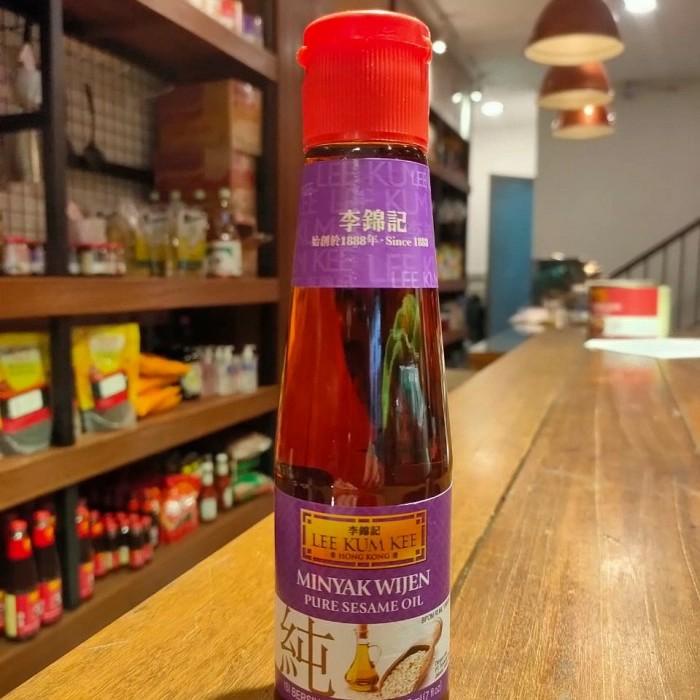 李錦記
始創於1888年·Since 1888
李錦記
LEE KUM KEE
HONG KONG
MINYAK WIJEN
PURE SESAME OIL
純